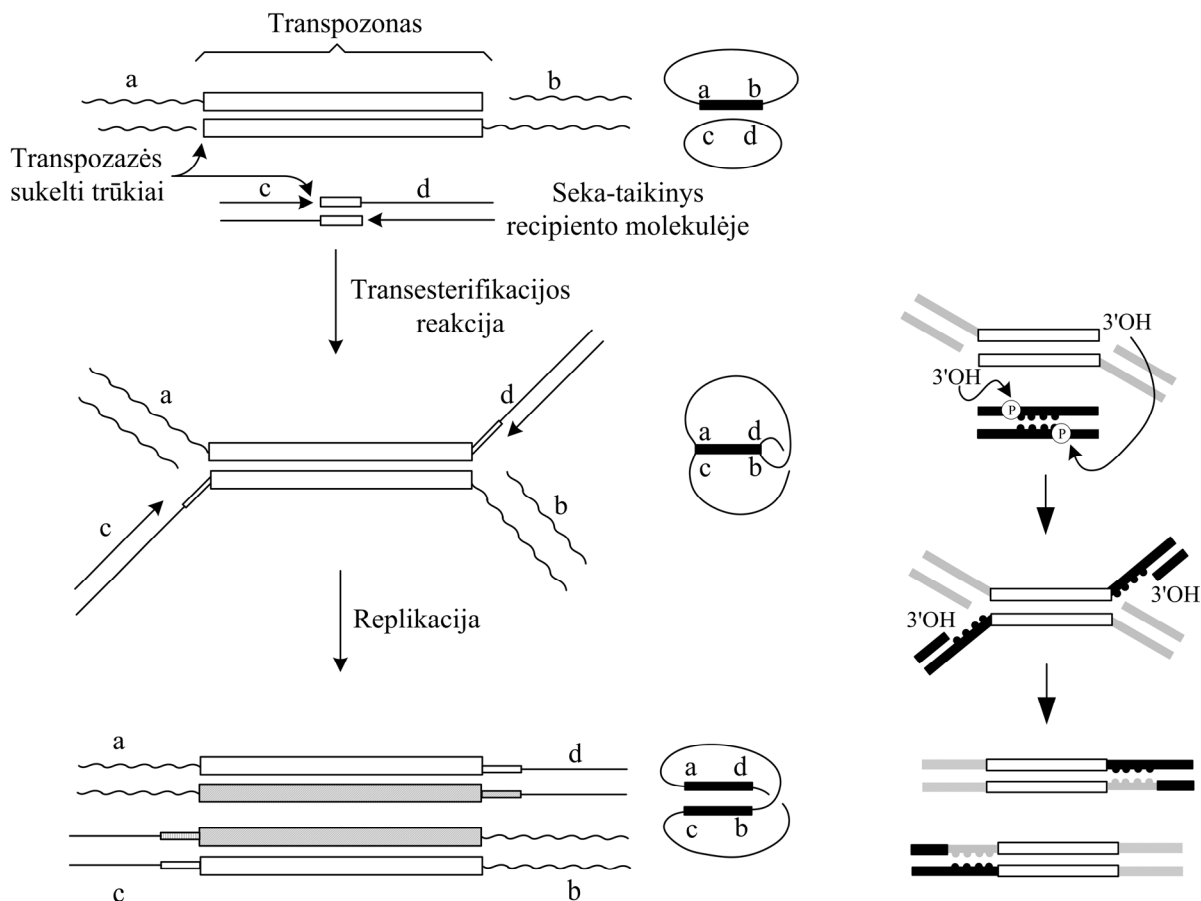 Transpozonas
a
b
a b
c d
Transpozazės
sukelti trūkiai
c
d
Seka-taikinys
recipiento molekulėje
Transesterifikacijos
reakcija
3'OH
3'OH
P
P
a
d
a d
c b
c
b
3'OH
3'OH
Replikacija
a
d
a d
c b
c
b